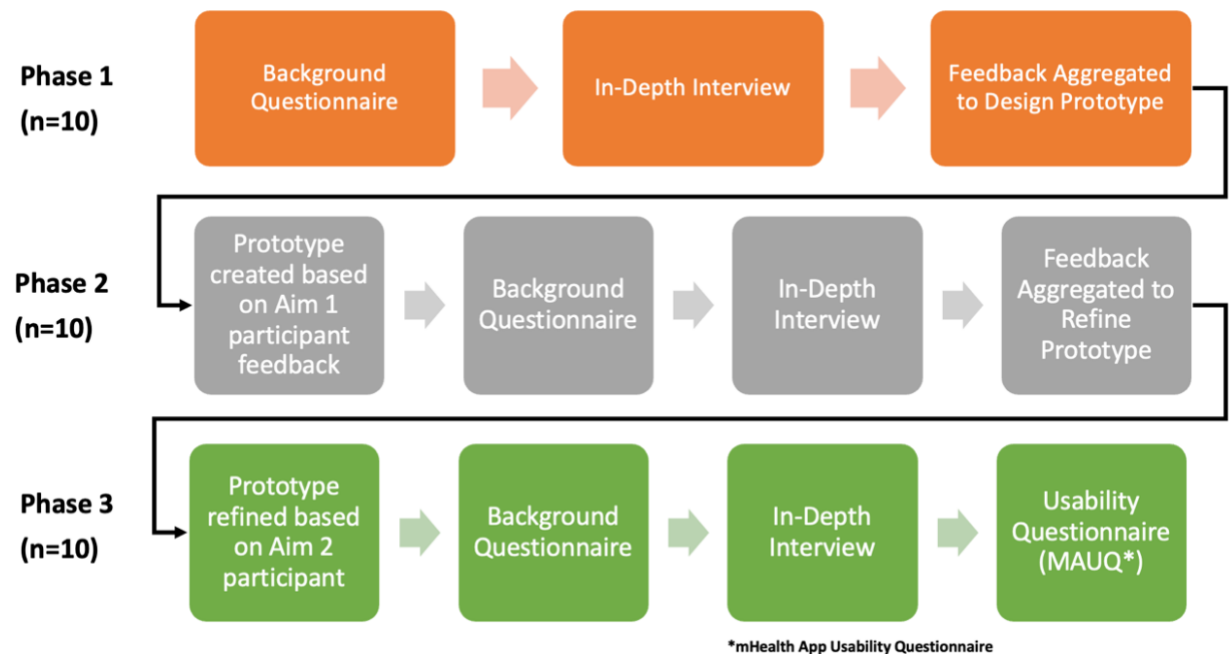 Phase 1
(n=10)
Background
Questionnaire
In-Depth Interview
Feedback Aggregated
to Design Prototype
Phase 2
(n=10)
Prototype
created based
on Aim 1
participant
feedback
Background
Questionnaire
In-Depth
Interview
Feedback
Aggregated to
Refine
Prototype
Phase 3
(n=10)
Prototype
refined based
on Aim 2
participant
Background
Questionnaire
In-Depth
Interview
Usability
Questionnaire
(MAUQ*)
*mHealth App Usability Questionnaire